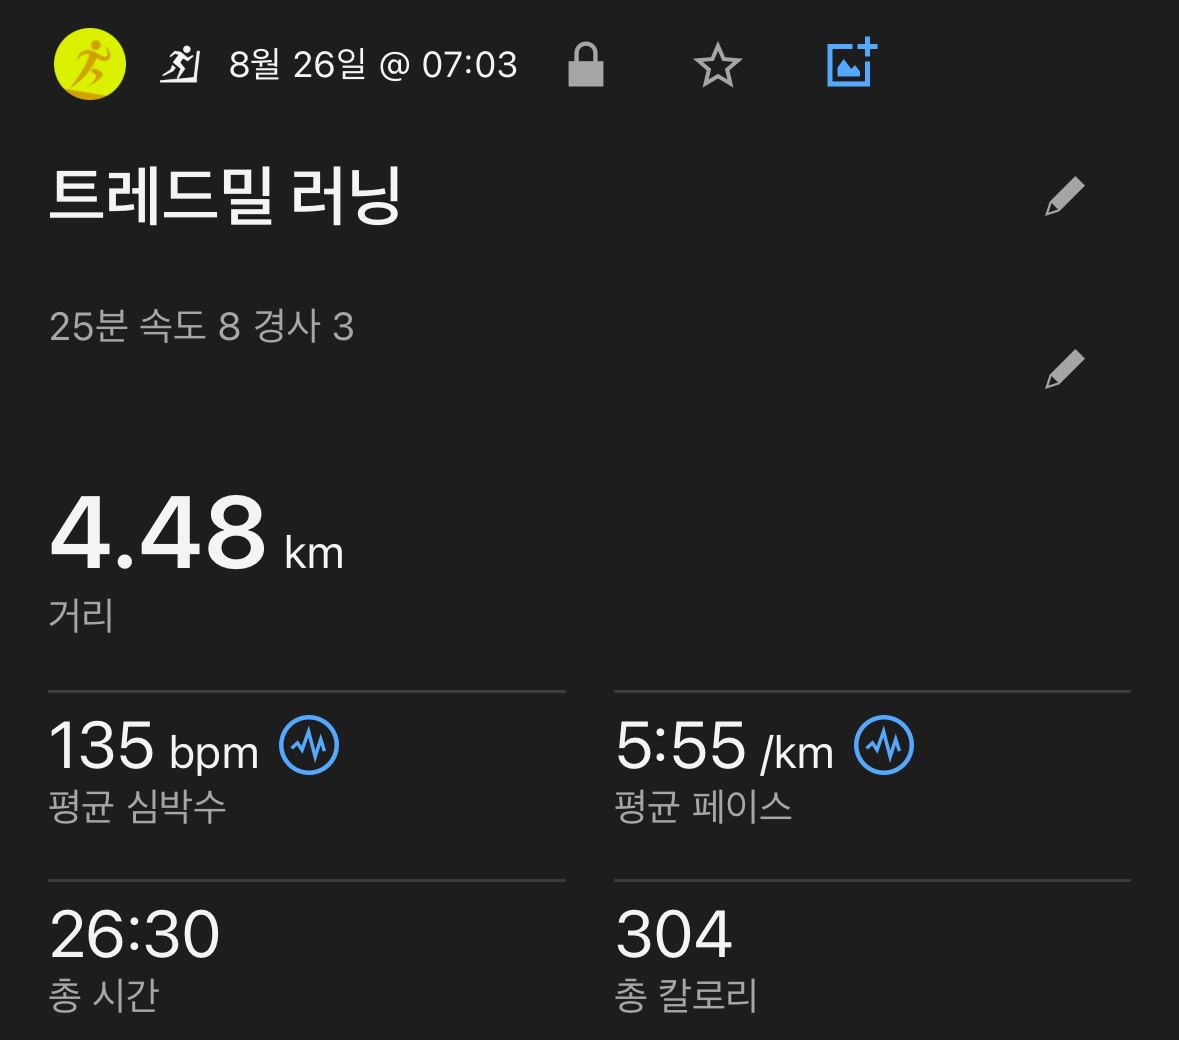 8월 26일 @ 07:03
트레드밀 러닝
25분 속도 8 경사 3
4.48 km
거리
135 bpm
평균 심박수
5:55 /km
평균 페이스
26:30
총 시간
304
총 칼로리